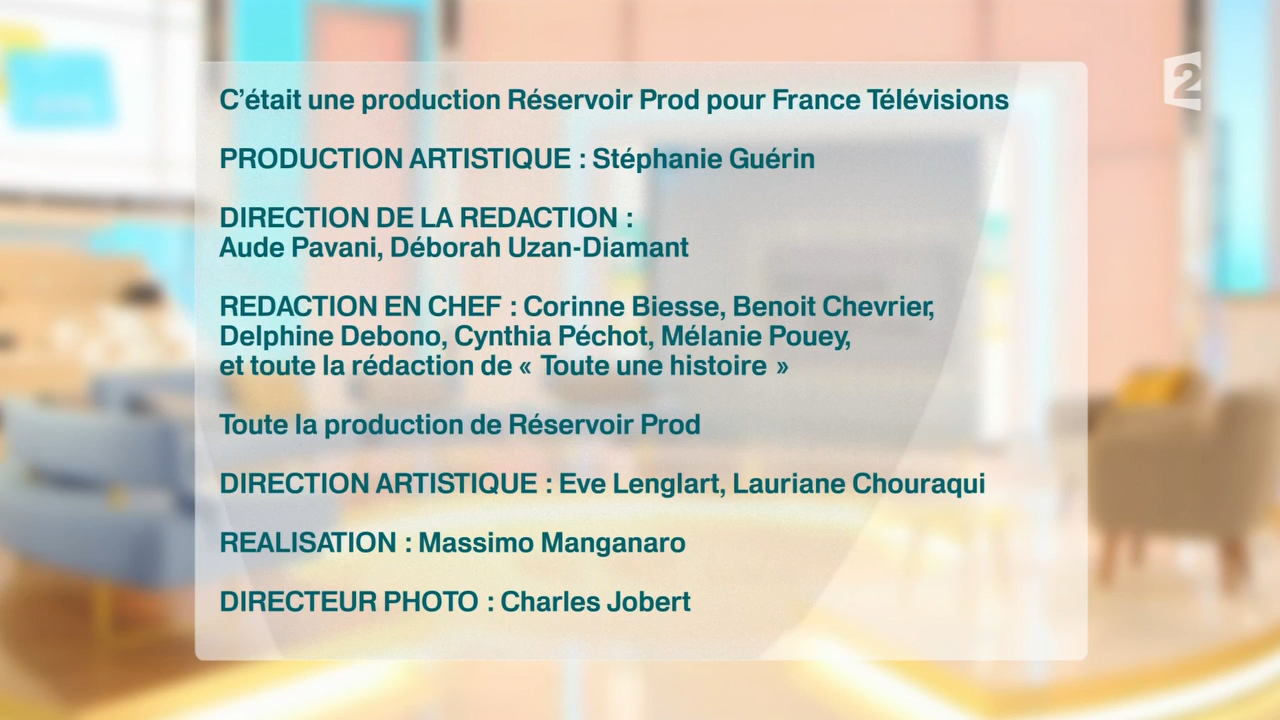 C'était une production Réservoir Prod pour France Télévisions
2
PRODUCTION ARTISTIQUE : Stéphanie Guérin
DIRECTION DE LA REDACTION :
Aude Pavani, Déborah Uzan-Diamant
REDACTION EN CHEF : Corinne Biesse, Benoit Chevrier,
Delphine Debono, Cynthia Péchot, Mélanie Pouey,
et toute la rédaction de « Toute une histoire »
Toute la production de Réservoir Prod
DIRECTION ARTISTIQUE : Eve Lenglart, Lauriane Chouraqui
REALISATION : Massimo Manganaro
DIRECTEUR PHOTO : Charles Jobert